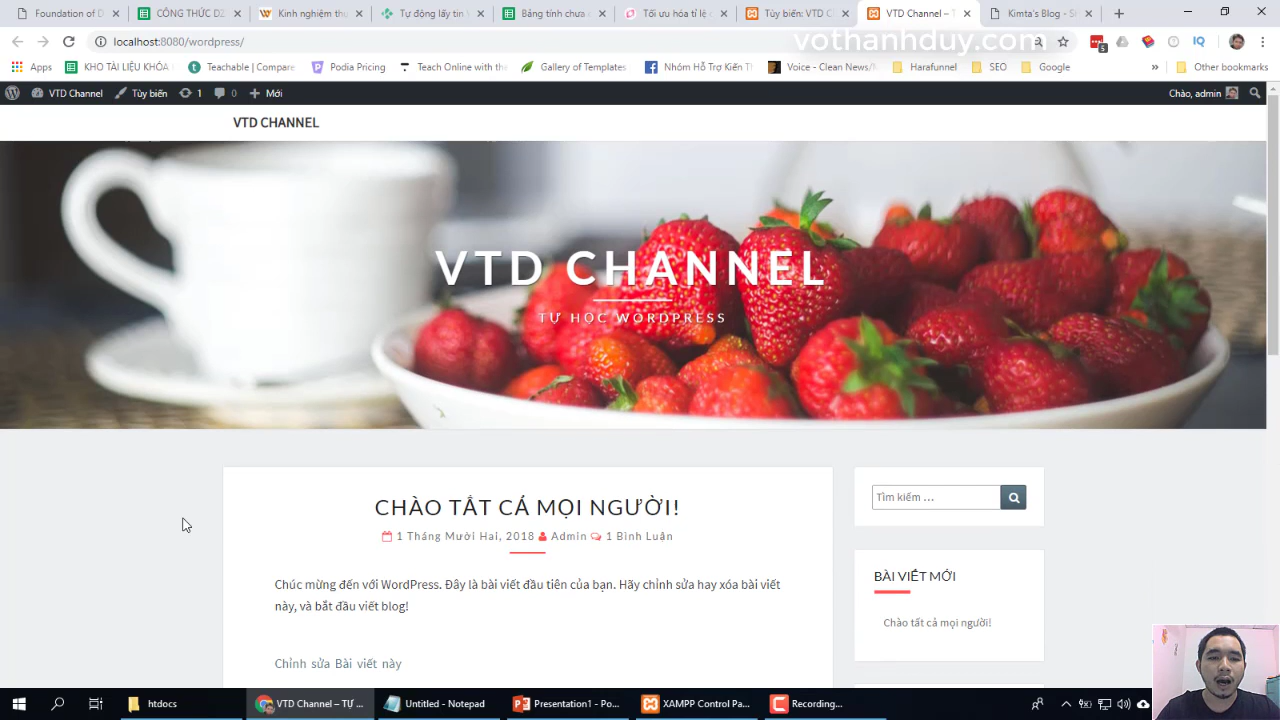 Foundation of D
CÔNG THỨC DZ
Kinh nghiệm thu
Tự động lấy tin V
Bảng tính chưa c
Tối ưu hóa tỉ lệ c
Tùy biến: VTD C
VTD Channel – T
Kimta's Blog - S
localhost:8080/wordpress/
vothanhduy.com
5
IQ
Apps
KHO TÀI LIỆU KHÓA
Teachable | Compare
Podia Pricing
Teach Online with the
Gallery of Templates
Nhóm Hỗ Trợ Kiến Th
Voice - Clean News/M
Harafunnel
SEO
Google
»
Other bookmarks
VTD Channel
Tùy biến
1
0
Mới
Chào, admin
VTD CHANNEL
VTD CHANNEL
TỰ HỌC WORDPRESS
CHÀO TẤT CẢ MỌI NGƯỜI!
1 Tháng Mười Hai, 2018 Admin 1 Bình Luận
Chúc mừng đến với WordPress. Đây là bài viết đầu tiên của bạn. Hãy chỉnh sửa hay xóa bài viết
này, và bắt đầu viết blog!
Chỉnh sửa Bài viết này
Tìm kiếm …
BÀI VIẾT MỚI
Chào tất cả mọi người!
htdocs
VTD Channel – TỰ ...
Untitled - Notepad
Presentation1 - Po...
XAMPP Control Pa...
Recording...